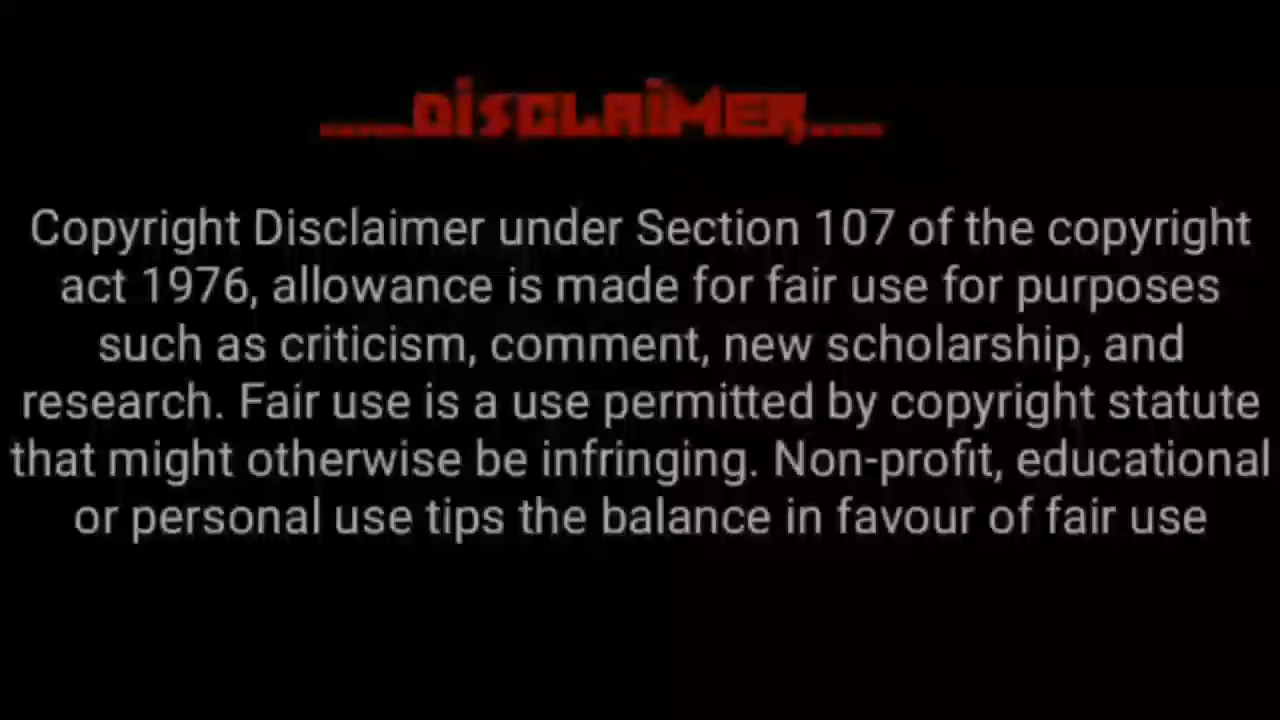 .....DiSCLAiMER....
Copyright Disclaimer under Section 107 of the copyright
act 1976, allowance is made for fair use for purposes
such as criticism, comment, new scholarship, and
research. Fair use is a use permitted by copyright statute
that might otherwise be infringing. Non-profit, educational
or personal use tips the balance in favour of fair use